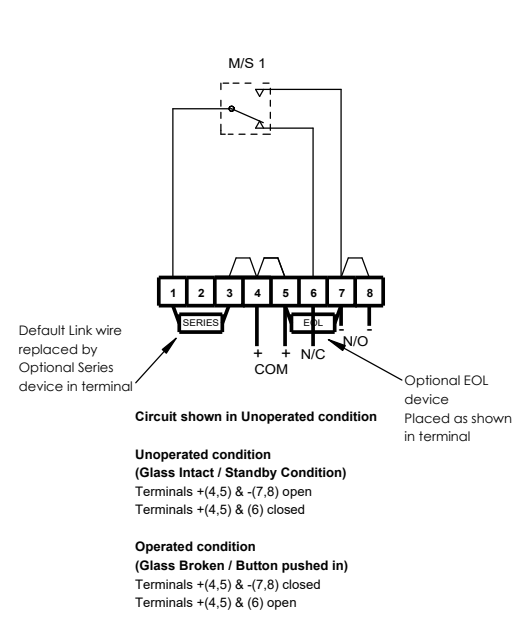 M/S 1
1 2 3 4 5 6 7 8
SERIES
EOL
+ + N/C - -
COM
N/O
Default Link wire
replaced by
Optional Series
device in terminal
Optional EOL
device
Placed as shown
in terminal
Circuit shown in Unoperated condition
Unoperated condition
(Glass Intact / Standby Condition)
Terminals +(4,5) & -(7,8) open
Terminals +(4,5) & (6) closed
Operated condition
(Glass Broken / Button pushed in)
Terminals +(4,5) & -(7,8) closed
Terminals +(4,5) & (6) open